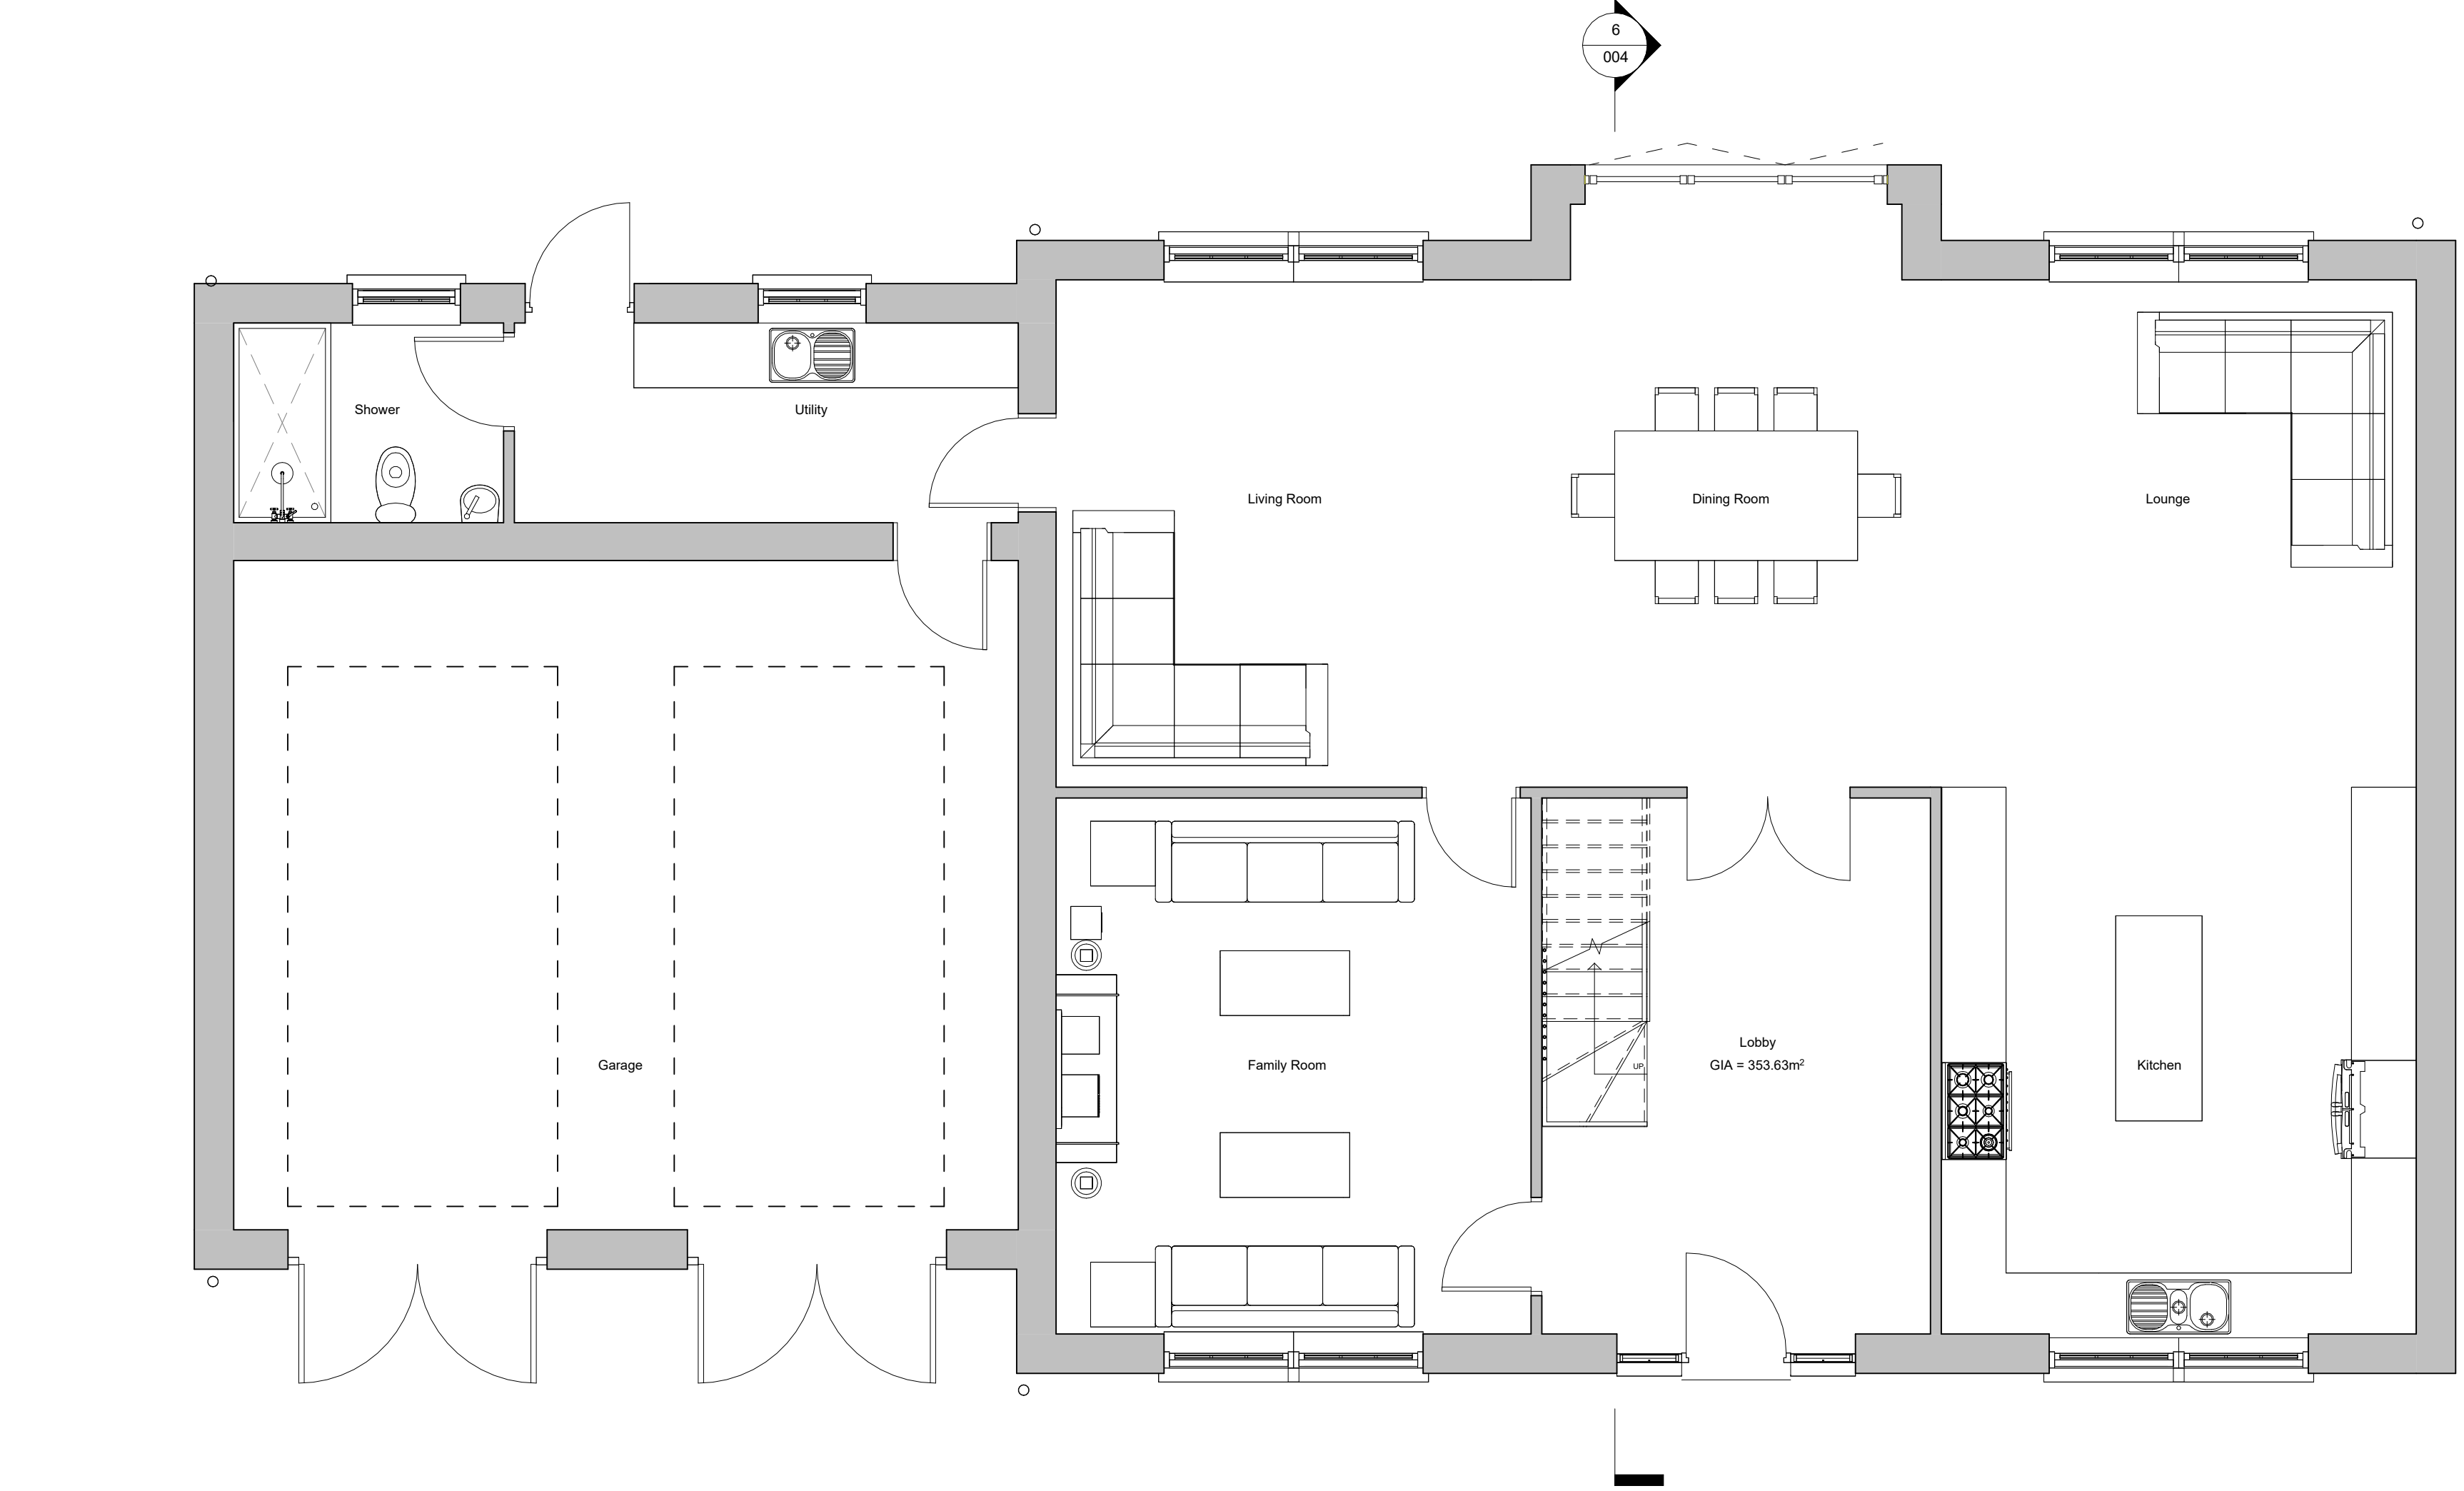 6
004
Shower
Utility
Living Room
Dining Room
Lounge
Garage
Family Room
UP
Lobby
GIA = 353.63m²
Kitchen